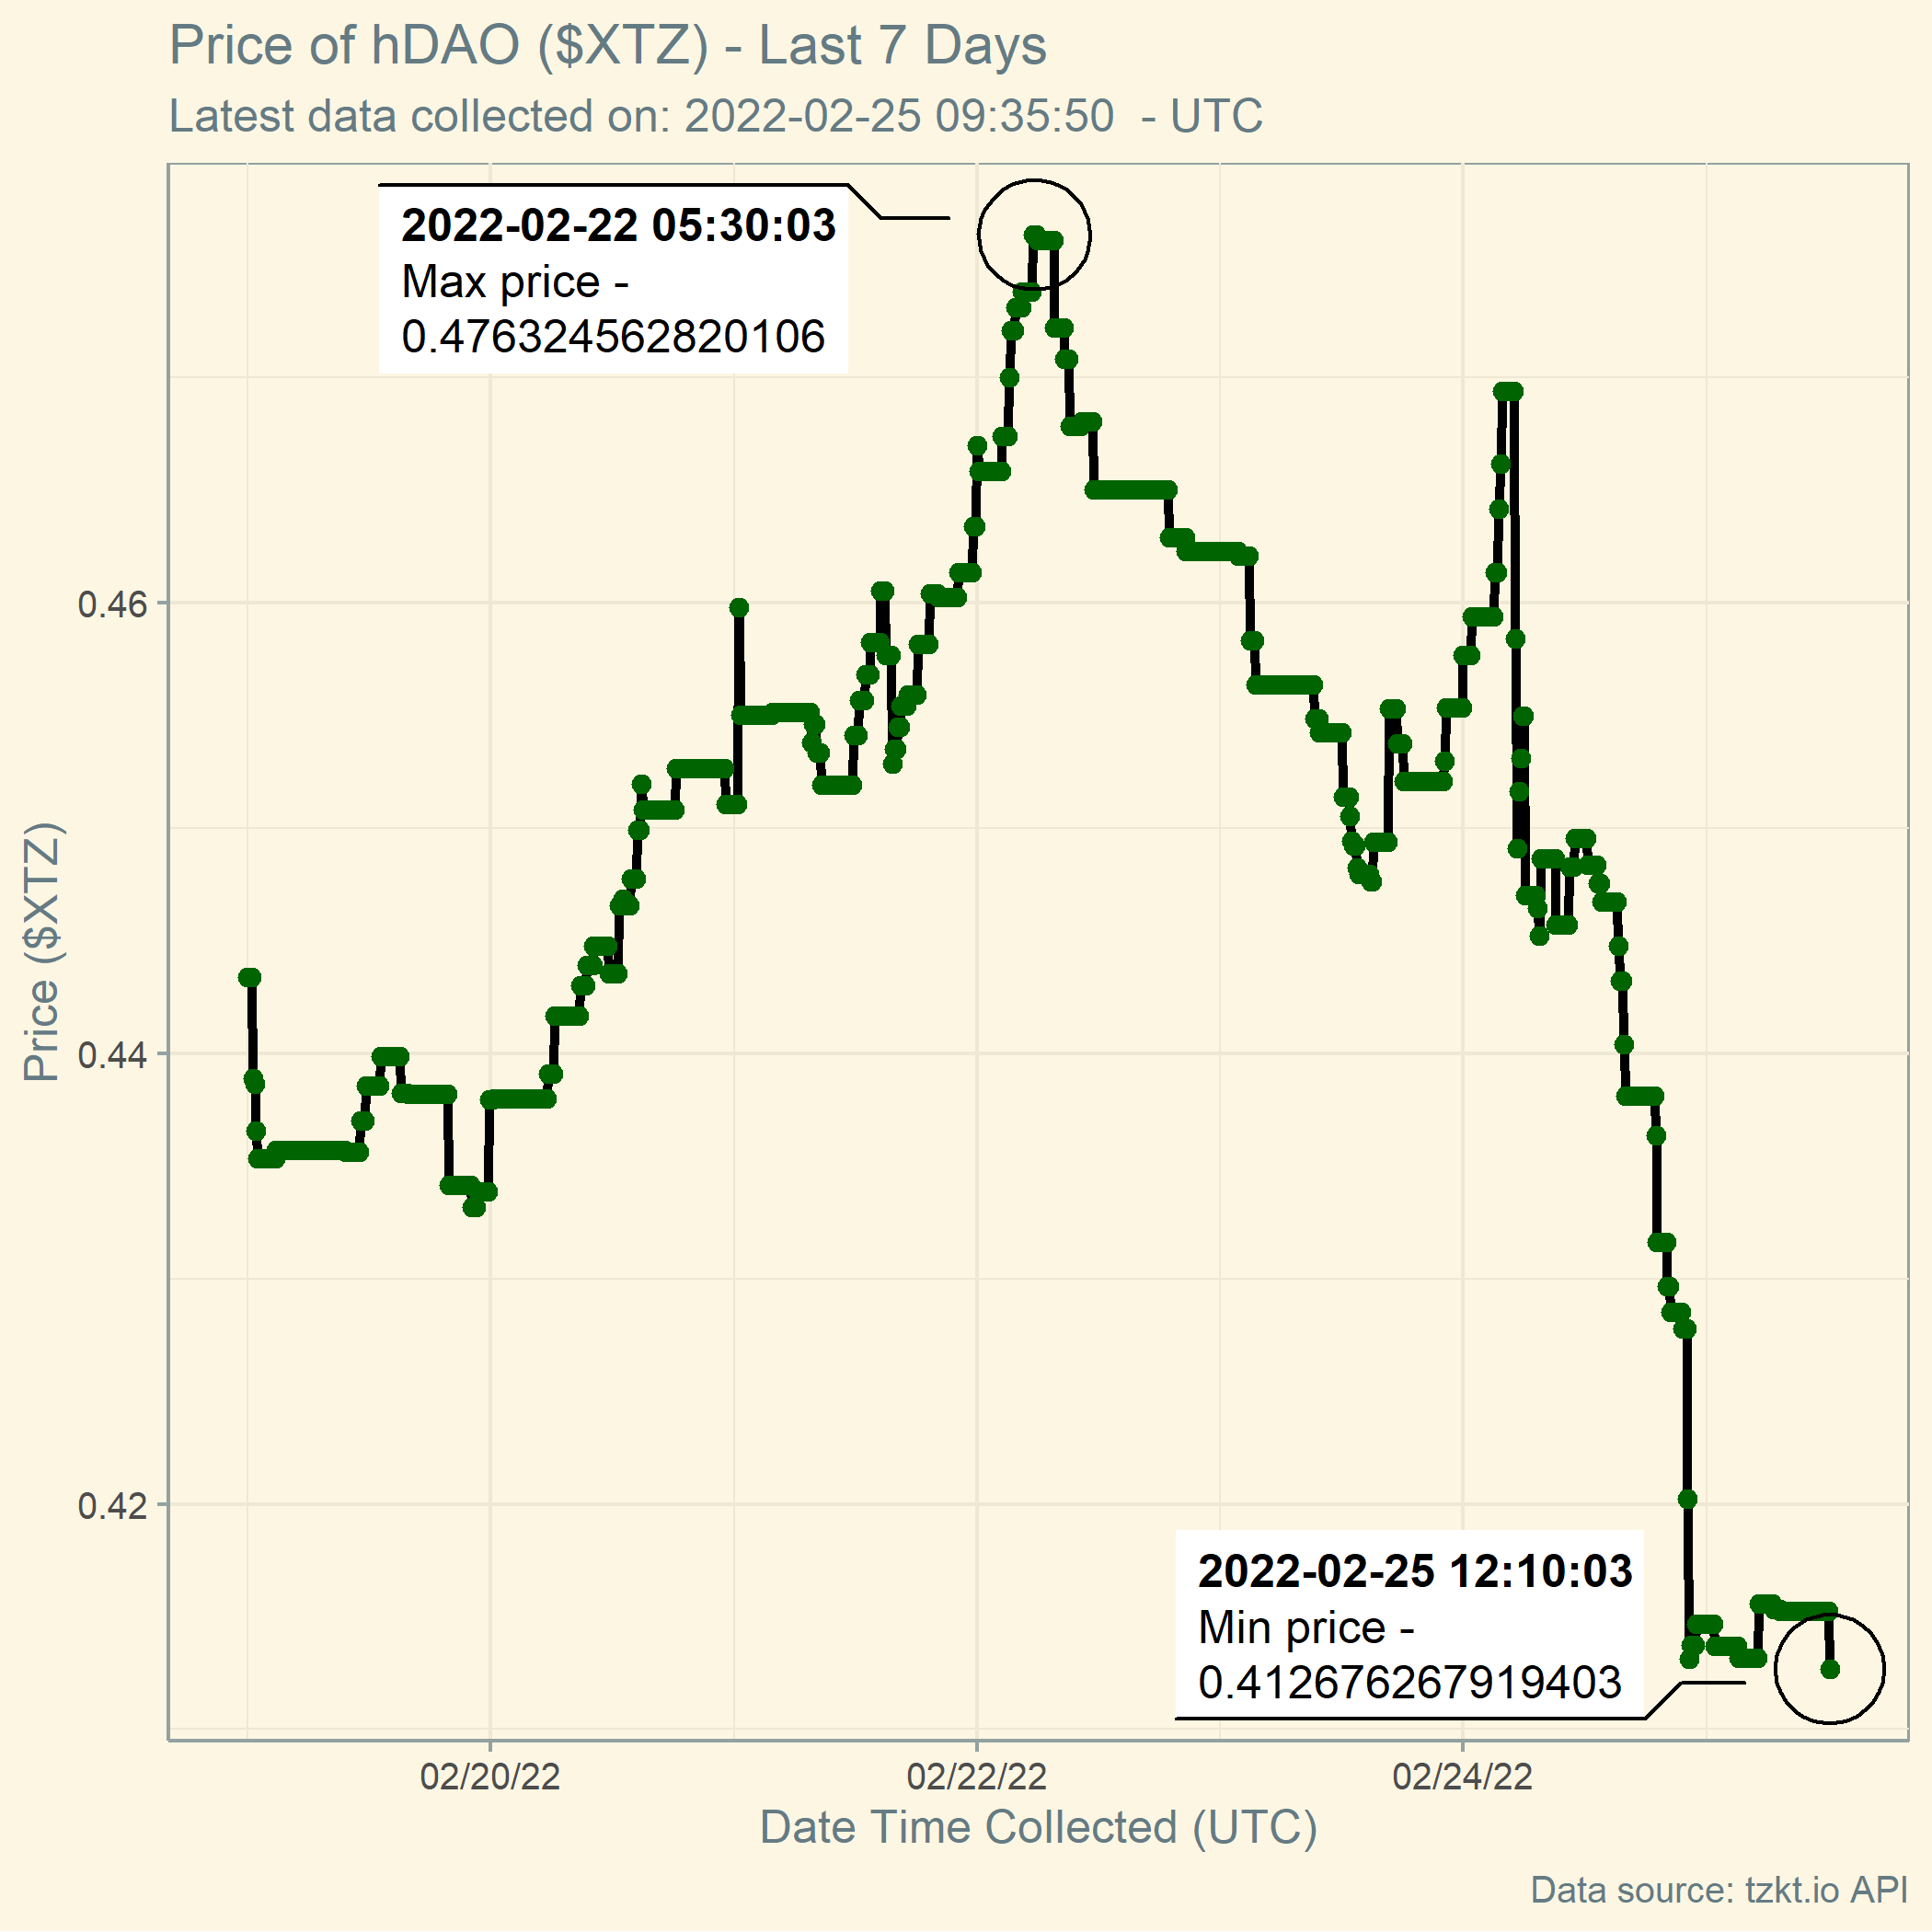 Price of hDAO ($XTZ) - Last 7 Days
Latest data collected on: 2022-02-25 09:35:50  - UTC
2022-02-22 05:30:03
Max price -
0.476324562820106
0.46
0.44
0.42
Price ($XTZ)
2022-02-25 12:10:03
Min price -
0.412676267919403
02/20/22
02/22/22
02/24/22
Date Time Collected (UTC)
Data source: tzkt.io API